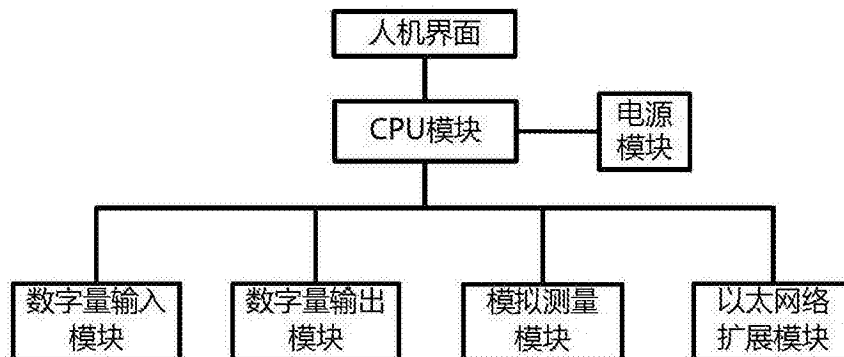 人机界面
CPU模块
电源
模块
数字量输入
模块
数字量输出
模块
模拟测量
模块
以太网络
扩展模块